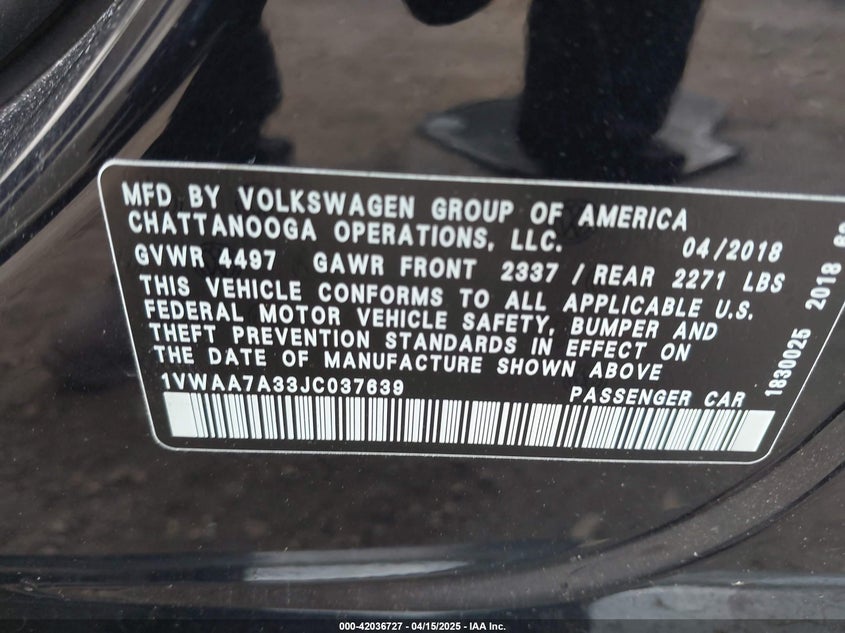 MFD BY VOLKSWAGEN GROUP OF AMERICA
CHATTANOOGA OPERATIONS, LLC. 04/2018
GVWR 4497 GAWR FRONT 2337 / REAR 2271 LBS
THIS VEHICLE CONFORMS TO ALL APPLICABLE U.S.
FEDERAL MOTOR VEHICLE SAFETY, BUMPER AND
THEFT PREVENTION STANDARDS IN EFFECT ON
THE DATE OF MANUFACTURE SHOWN ABOVE
1VWAA7A33JC037639 PASSENGER CAR
1830025 2018
000-42036727 - 04/15/2025 - IAA Inc.